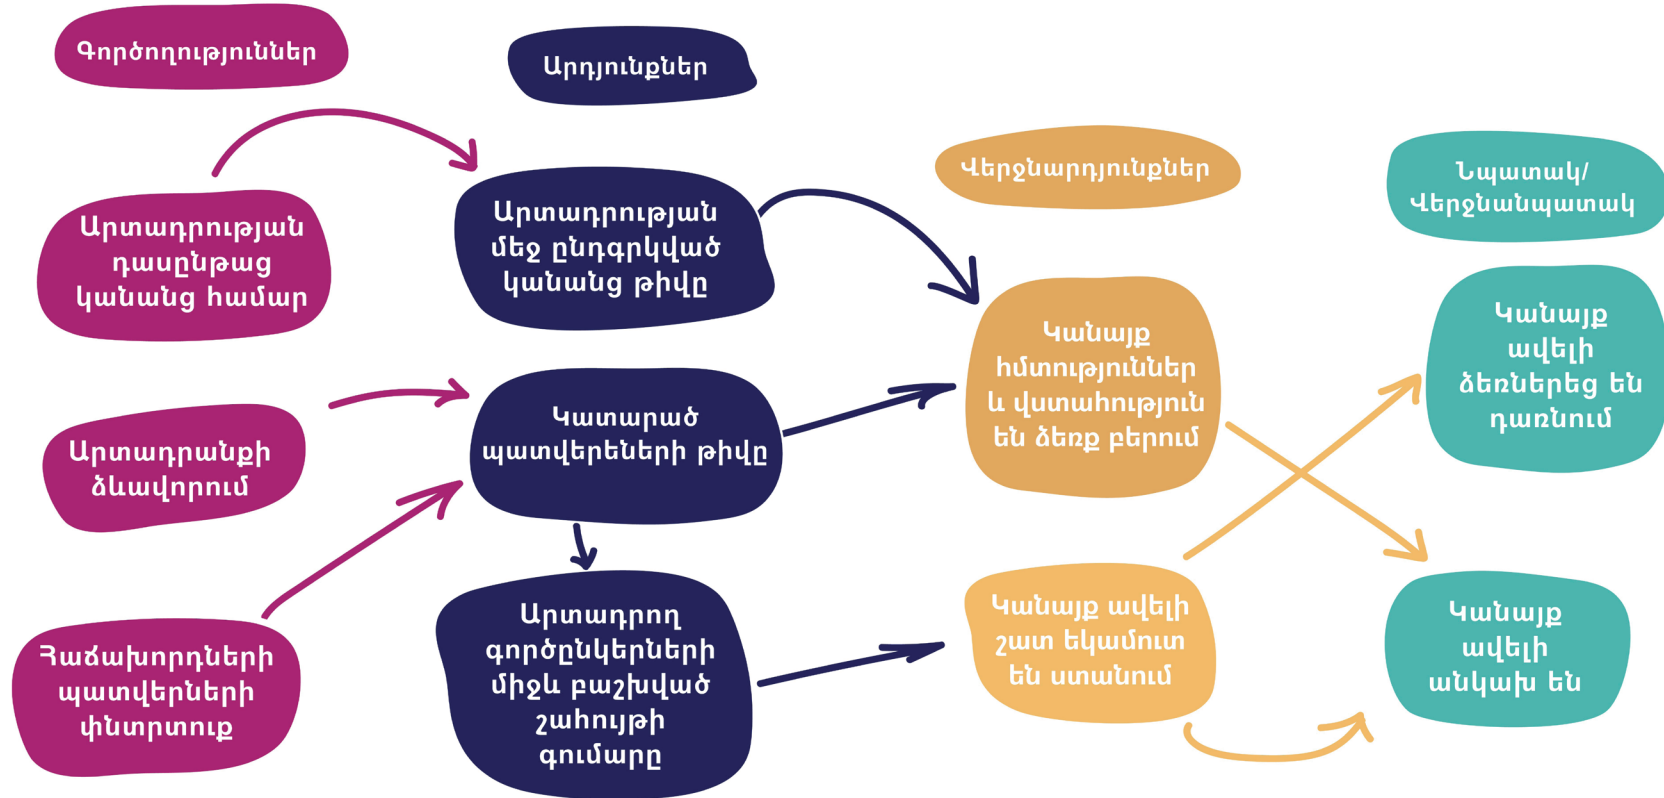 Գործողություններ
Արտադրության
դասընթաց
կանանց համար
Արտադրանքի
ձևավորում
Հաճախորդների
պատվերների
փնտրտուք
Արդյունքներ
Արտադրության
մեջ ընդգրկված
կանանց թիվը
Կատարած
պատվերեների թիվը
Արտադրող
գործընկերների
միջև բաշխված
շահույթի
գումարը
Վերջնարդյունքներ
Կանայք
հմտություններ
և վստահություն
են ձեռք բերում
Կանայք ավելի
շատ եկամուտ
են ստանում
Նպատակ/
Վերջնանպատակ
Կանայք
ավելի
ձեռներեց են
դառնում
Կանայք
ավելի
անկախ են